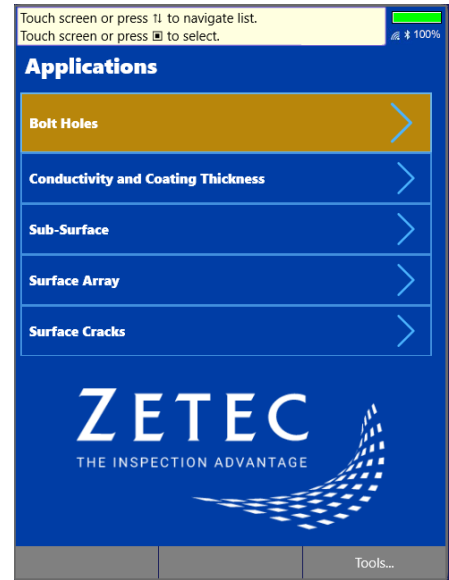 Touch screen or press ⇅ to navigate list.
Touch screen or press ▣ to select.
100%
Applications
Bolt Holes
Conductivity and Coating Thickness
Sub-Surface
Surface Array
Surface Cracks
ZETEC
THE INSPECTION ADVANTAGE
Tools...